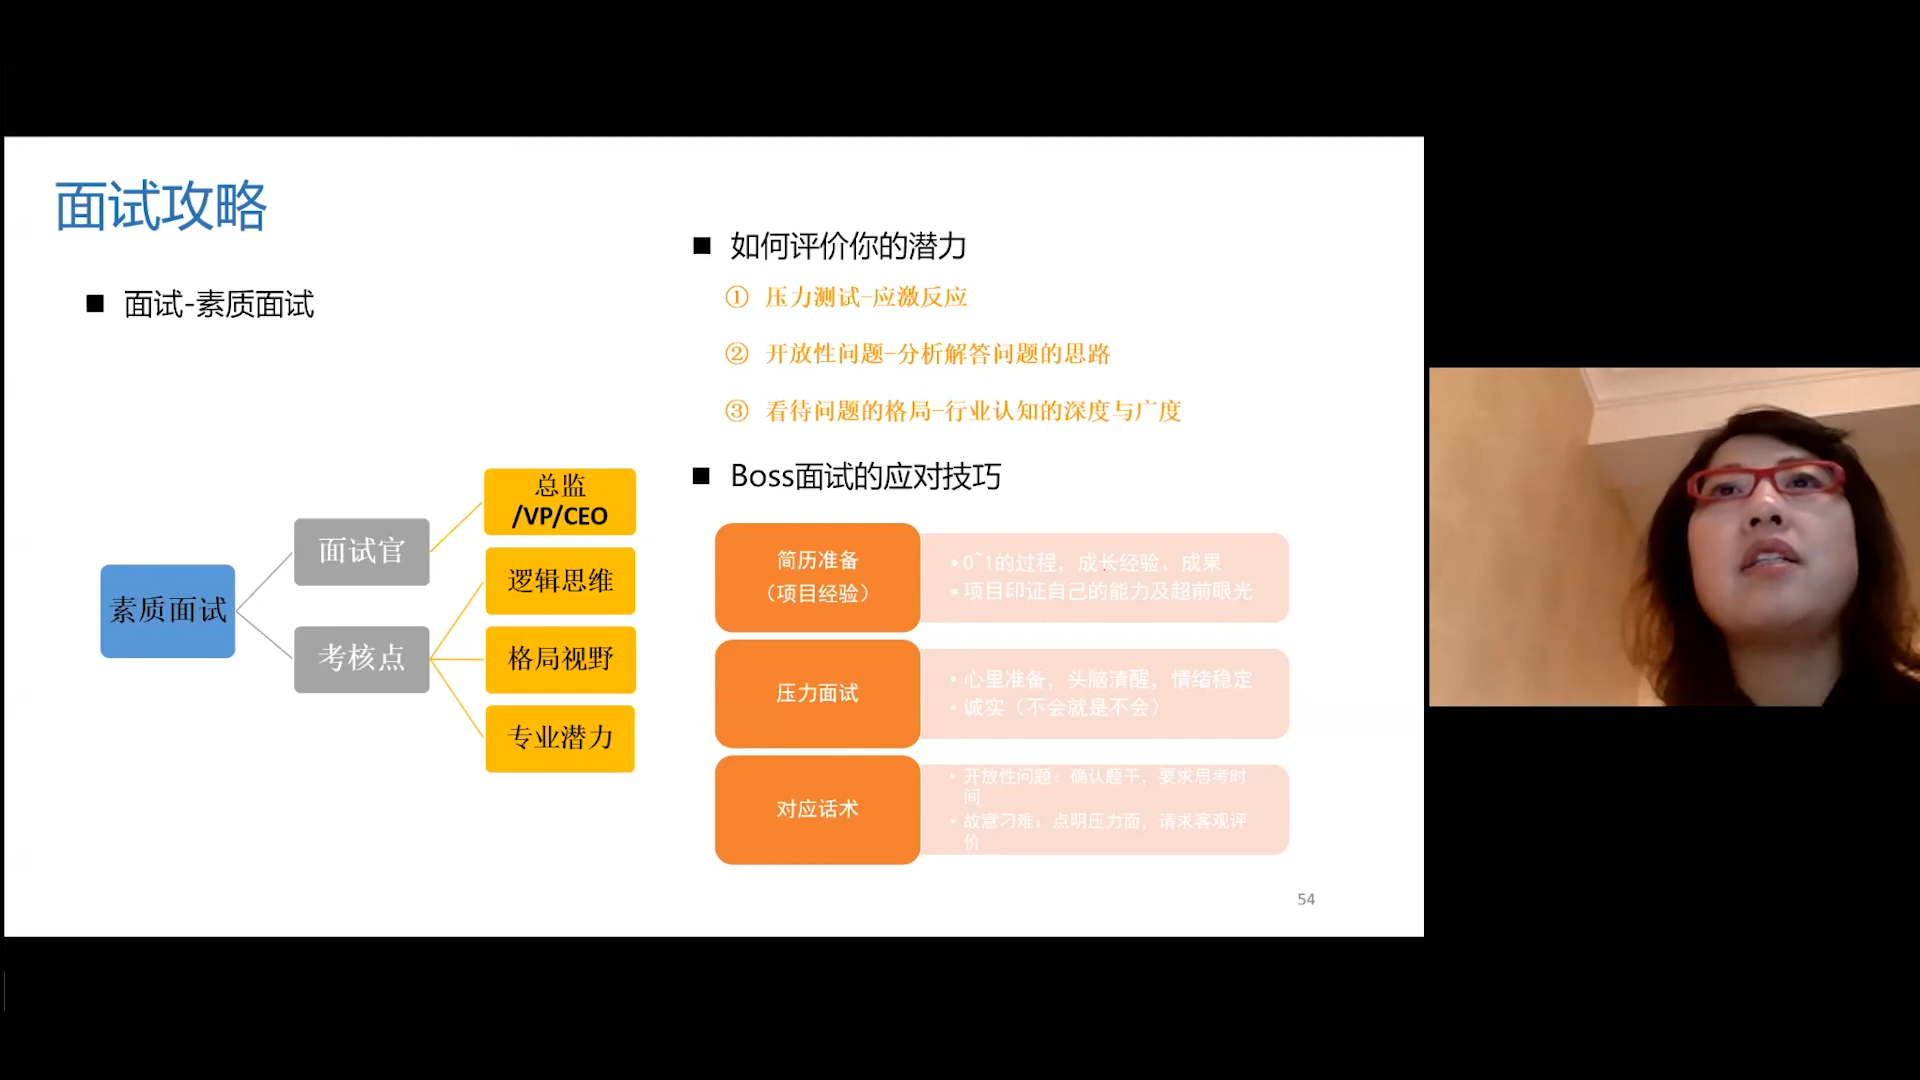 面试攻略
■ 面试-素质面试
素质面试
面试官
考核点
总监
/VP/CEO
逻辑思维
格局视野
专业潜力
■ 如何评价你的潜力
① 压力测试-应激反应
② 开放性问题-分析解答问题的思路
③ 看待问题的格局-行业认知的深度与广度
■ Boss面试的应对技巧
简历准备
（项目经验）
• 0~1的过程，成长经验、成果
• 项目印证自己的能力及超前眼光
压力面试
• 心里准备，头脑清醒，情绪稳定
• 诚实（不会就是不会）
对应话术
• 开放性问题：确认题干，要求思考时
间
• 故意刁难：点明压力面，请求客观评
价
54